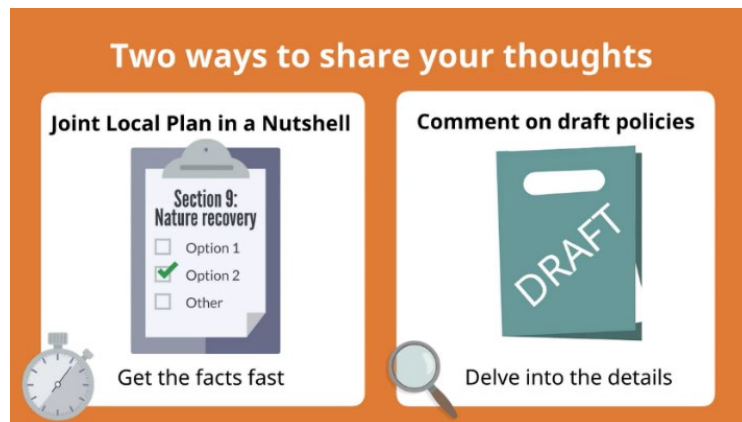 Two ways to share your thoughts
Joint Local Plan in a Nutshell
Section 9:
Nature recovery
Option 1
Option 2
Other
Get the facts fast
Comment on draft policies
DRAFT
Delve into the details